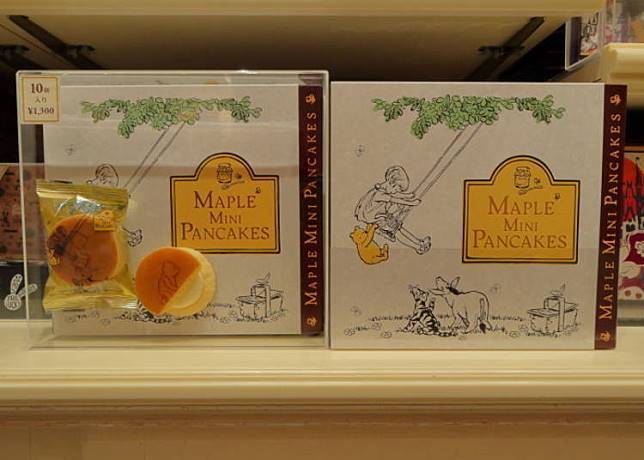 10個
入り
¥1,300
MAPLE
MINI
PANCAKES
MAPLE MINI PANCAKES
MAPLE
MINI
PANCAKES
MAPLE MINI PANCAKES